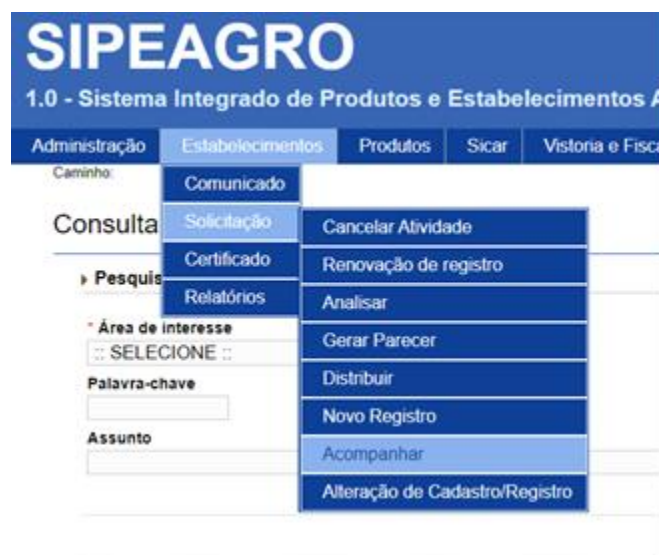 SIPEAGRO
1.0 - Sistema Integrado de Produtos e Estabelecimentos A
Administração Estabelecimentos Produtos Sicar Vistoria e Fisca
Caminho:
Comunicado
Consulta Solicitação Cancelar Atividade
Certificado Renovação de registro
Pesquis
Relatórios Analisar
* Área de interesse
Gerar Parecer
:: SELECIONE ::
Palavra-chave Distribuir
Novo Registro
Assunto
Acompanhar
Alteração de Cadastro/Registro